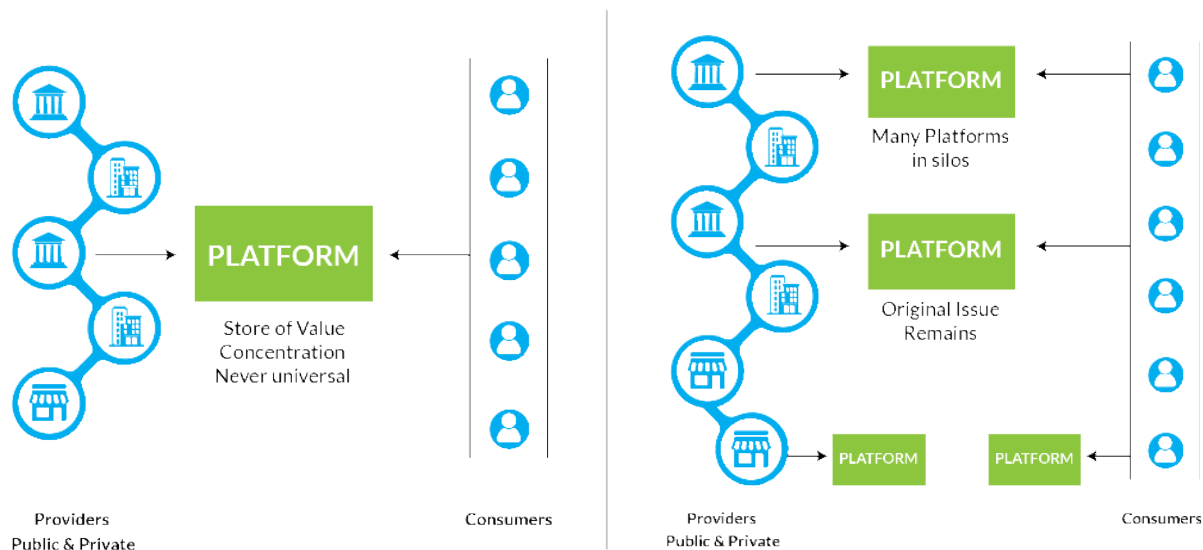 PLATFORM
Store of Value
Concentration
Never universal
Providers
Public & Private
Consumers
PLATFORM
Many Platforms
in silos
PLATFORM
Original Issue
Remains
PLATFORM
PLATFORM
Providers
Public & Private
Consumers